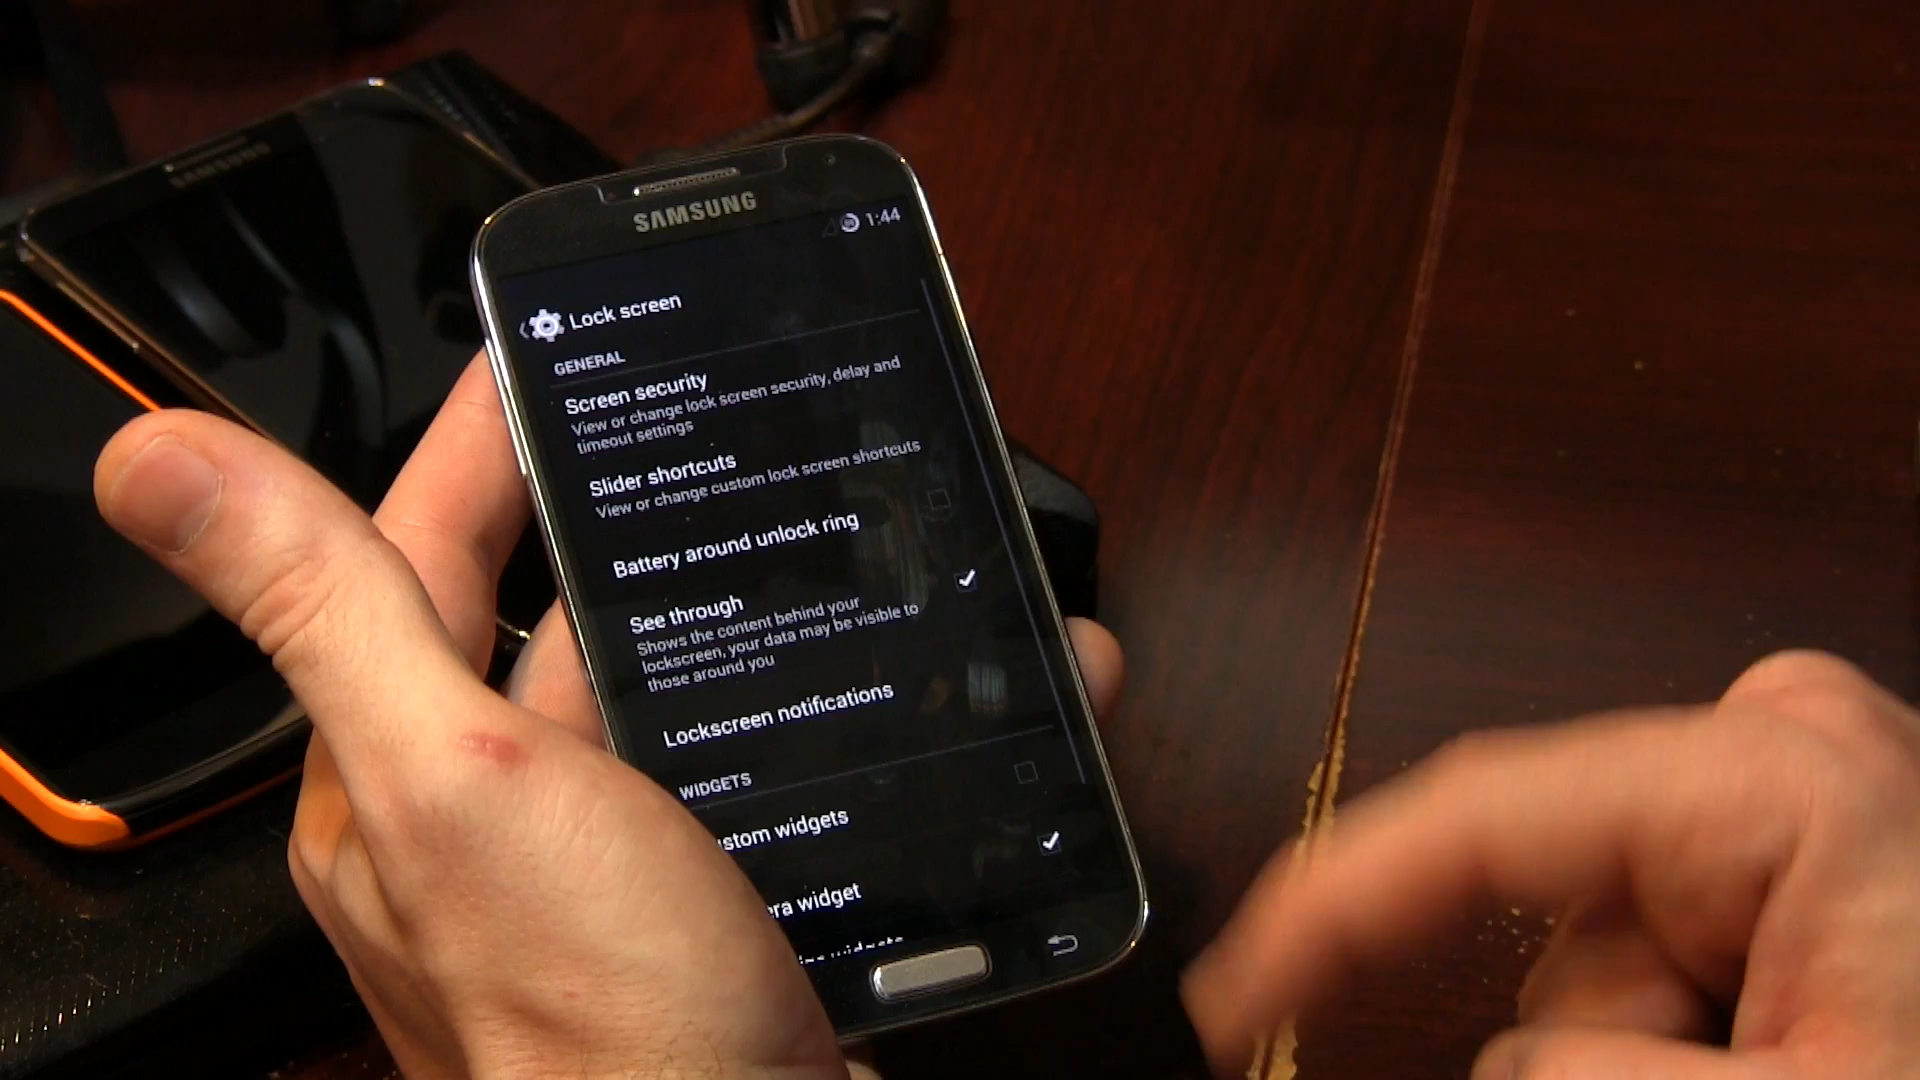 SAMSUNG
SAMSUNG
1:44
Lock screen
GENERAL
Screen security
View or change lock screen security, delay and
timeout settings
Slider shortcuts
View or change custom lock screen shortcuts
Battery around unlock ring
See through
Shows the content behind your
lockscreen, your data may be visible to
those around you
Lockscreen notifications
WIDGETS
stom widgets
ra widget